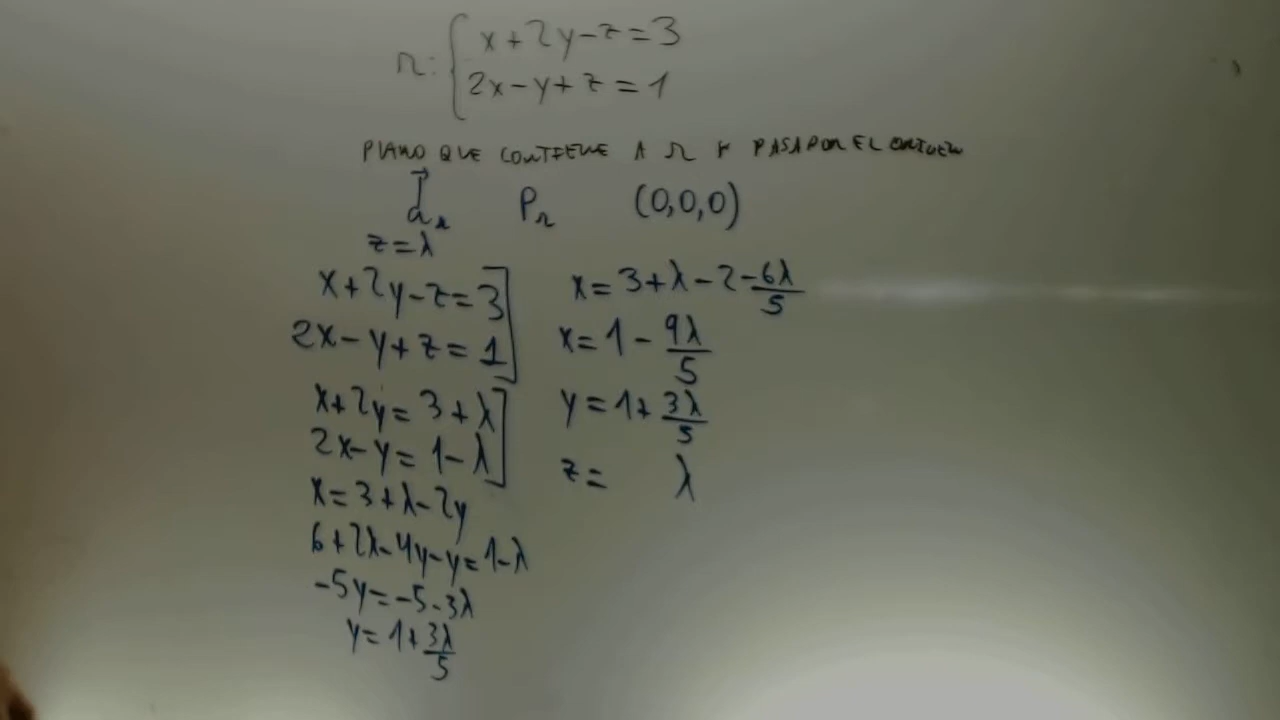 r: { x+2y-z=3
2x-y+z=1
PLANO QUE CONTIENE A r Y PASA POR EL ORIGEN
d⃗r Pr (0,0,0)
z=λ
x+2y-z=3
2x-y+z=1
x+2y=3+λ
2x-y=1-λ
x=3+λ-2y
6+2λ-4y-y=1-λ
-5y=-5-3λ
y=1+3λ/5
x=3+λ-2-6λ/5
x=1-9λ/5
y=1+3λ/5
z= λ